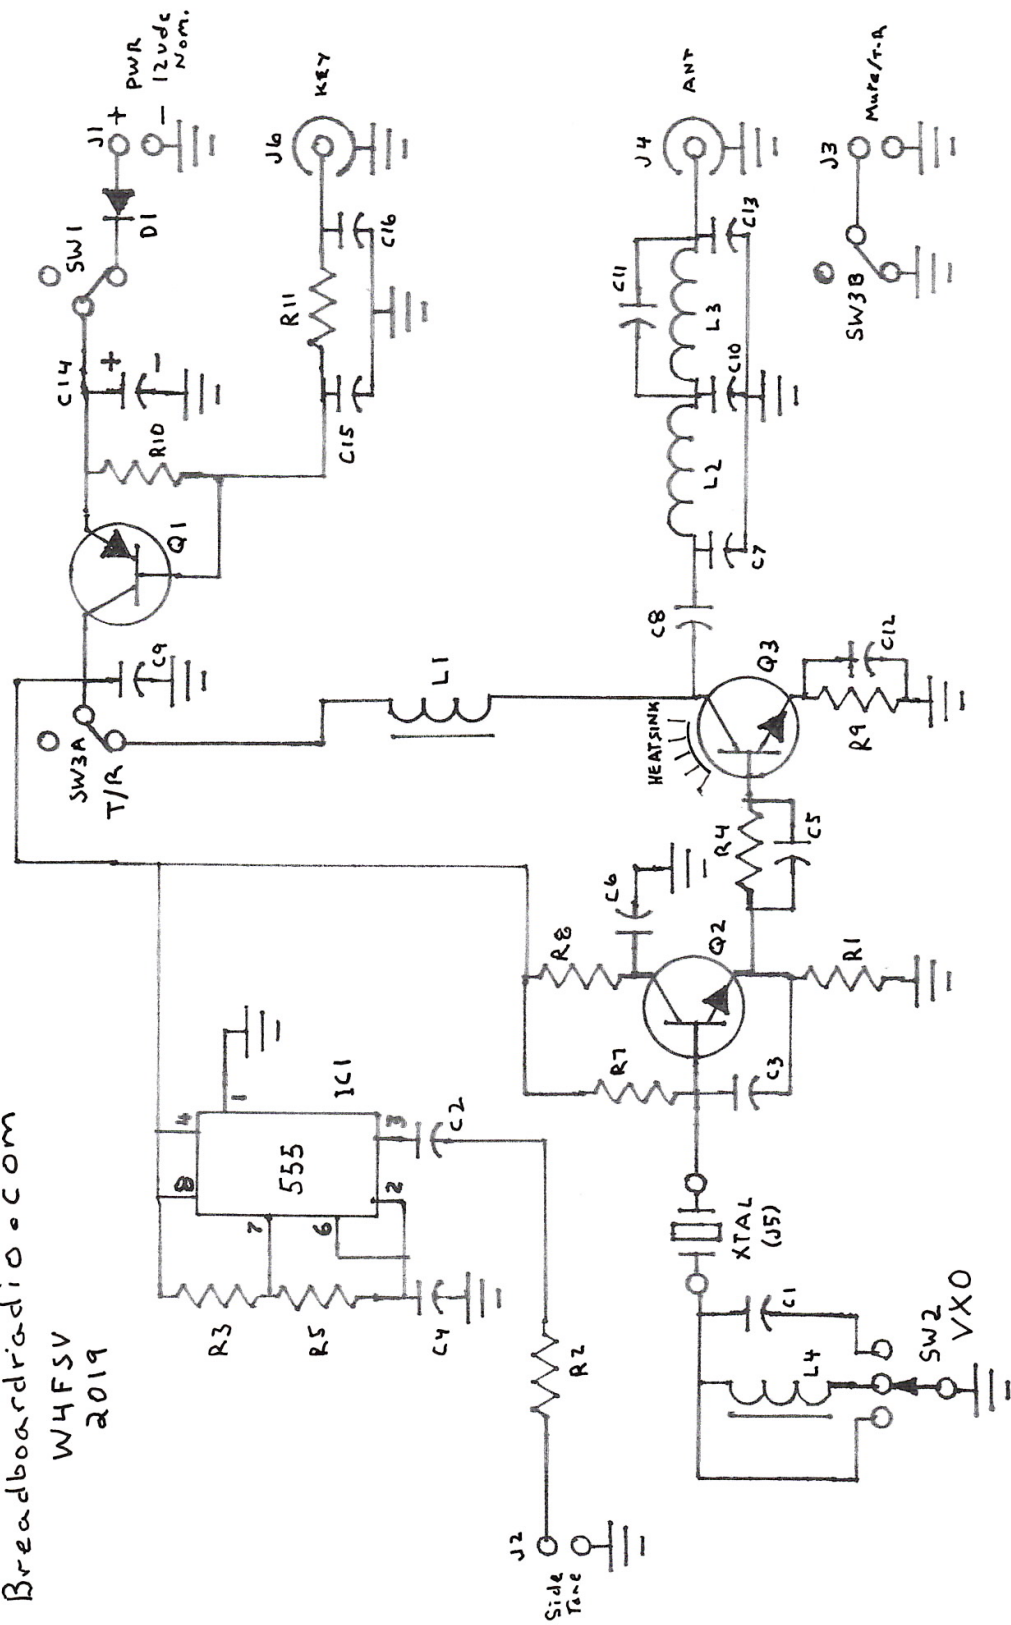 Breadboardradio.com
W4FSV
2019
J2
Side
Tone
R2
R3
R5
C4
7
6
2
8
4
555
3
1
IC1
C2
L4
C1
SW2
VXO
XTAL
(J5)
R7
C3
R8
C6
Q2
R1
R4
C5
HEATSINK
Q3
R9
C12
SW3A
T/R
C9
L1
Q1
R10
C14
+
-
SW1
D1
J1
+
-
PWR
12vdc
Nom.
C15
R11
C16
J6
KEY
C8
C7
L2
C10
L3
C11
C13
J4
ANT
SW3B
J3
Mute/T-R